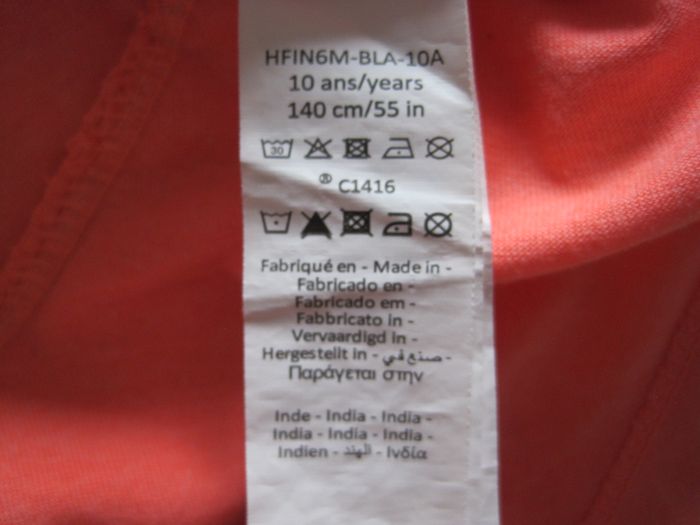 HFIN6M-BLA-10A
10 ans/years
140 cm/55 in
30
® C1416
Fabriqué en - Made in -
Fabricado en -
Fabricado em -
Fabbricato in -
Vervaardigd in -
Hergestellt in - صنع في -
Παράγεται στην
Inde - India - India -
India - India - India -
Indien - الهند - Ινδία